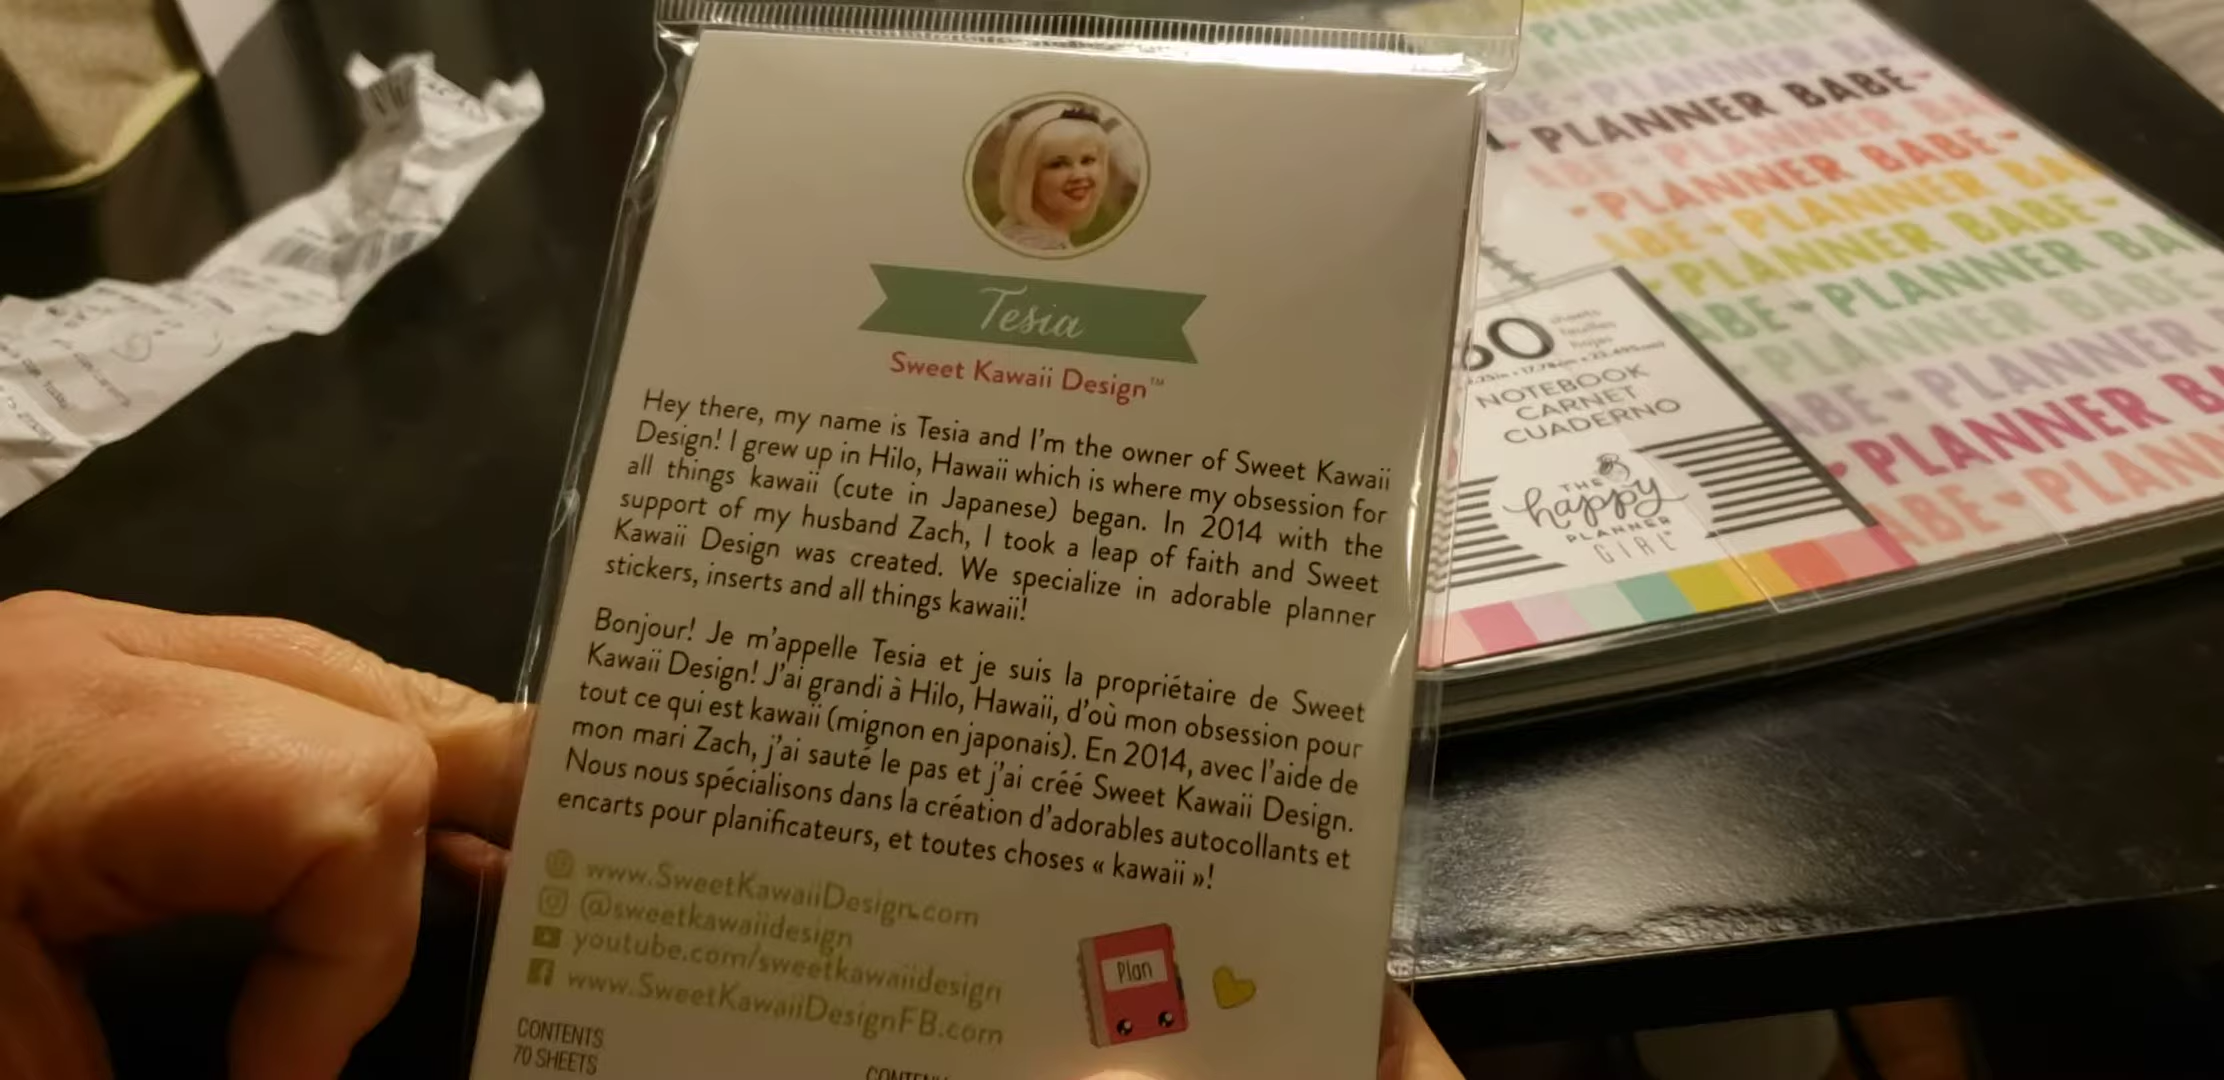 Tesia
Sweet Kawaii Design™
Hey there, my name is Tesia and I'm the owner of Sweet Kawaii
Design! I grew up in Hilo, Hawaii which is where my obsession for
all things kawaii (cute in Japanese) began. In 2014 with the
support of my husband Zach, I took a leap of faith and Sweet
Kawaii Design was created. We specialize in adorable planner
stickers, inserts and all things kawaii!
Bonjour! Je m'appelle Tesia et je suis la propriétaire de Sweet
Kawaii Design! J'ai grandi à Hilo, Hawaii, d'où mon obsession pour
tout ce qui est kawaii (mignon en japonais). En 2014, avec l'aide de
mon mari Zach, j'ai sauté le pas et j'ai créé Sweet Kawaii Design.
Nous nous spécialisons dans la création d'adorables autocollants et
encarts pour planificateurs, et toutes choses « kawaii »!
www.SweetKawaiiDesign.com
@sweetkawaiidesign
youtube.com/sweetkawaiidesign
www.SweetKawaiiDesignFB.com
Plan
CONTENTS
70 SHEETS
PLANNER
PLANNER BABE
PLANNER BABE
PLANNER BABE
PLANNER BABE
PLANNER BABE
PLANNER BABE
PLANNER
PLANNER
sheets
feuilles
hojas
NOTEBOOK
CARNET
CUADERNO
THE
happy
PLANNER
GIRL